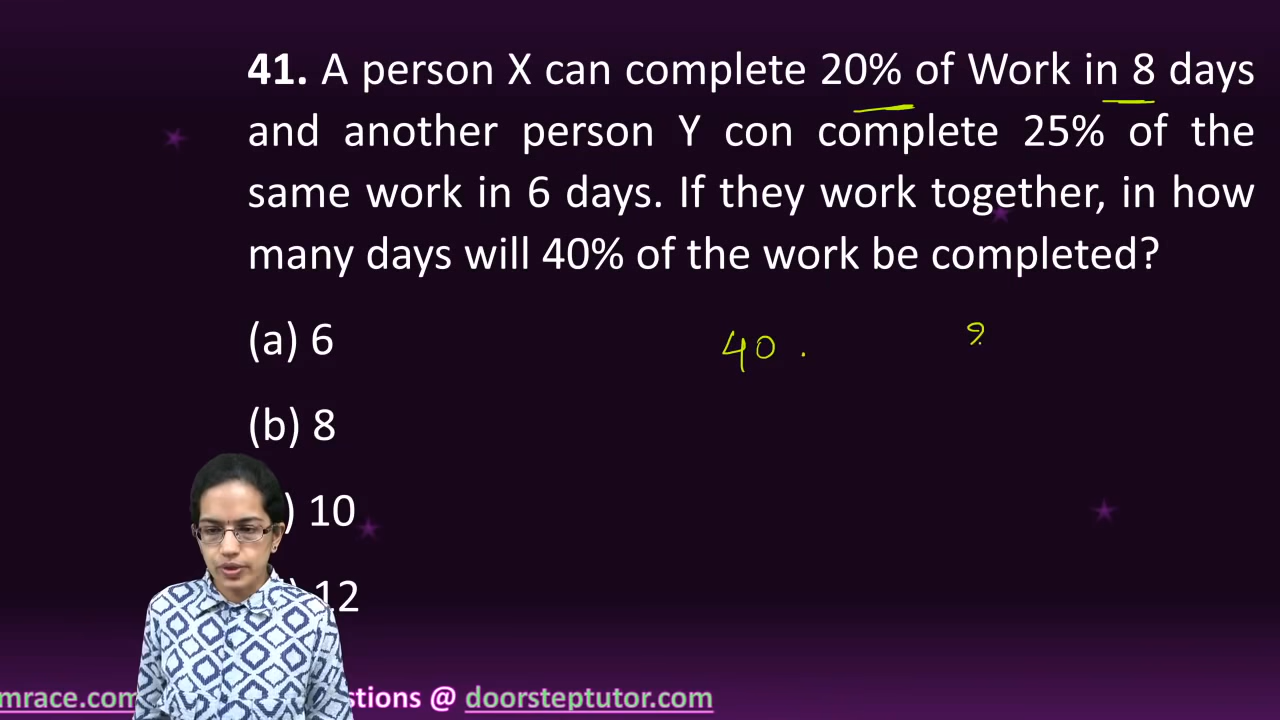 41. A person X can complete 20% of Work in 8 days
and another person Y con complete 25% of the
same work in 6 days. If they work together, in how
many days will 40% of the work be completed?
(a) 6
40 . ?
(b) 8
) 10
) 12
mrace.com stions @ doorsteptutor.com